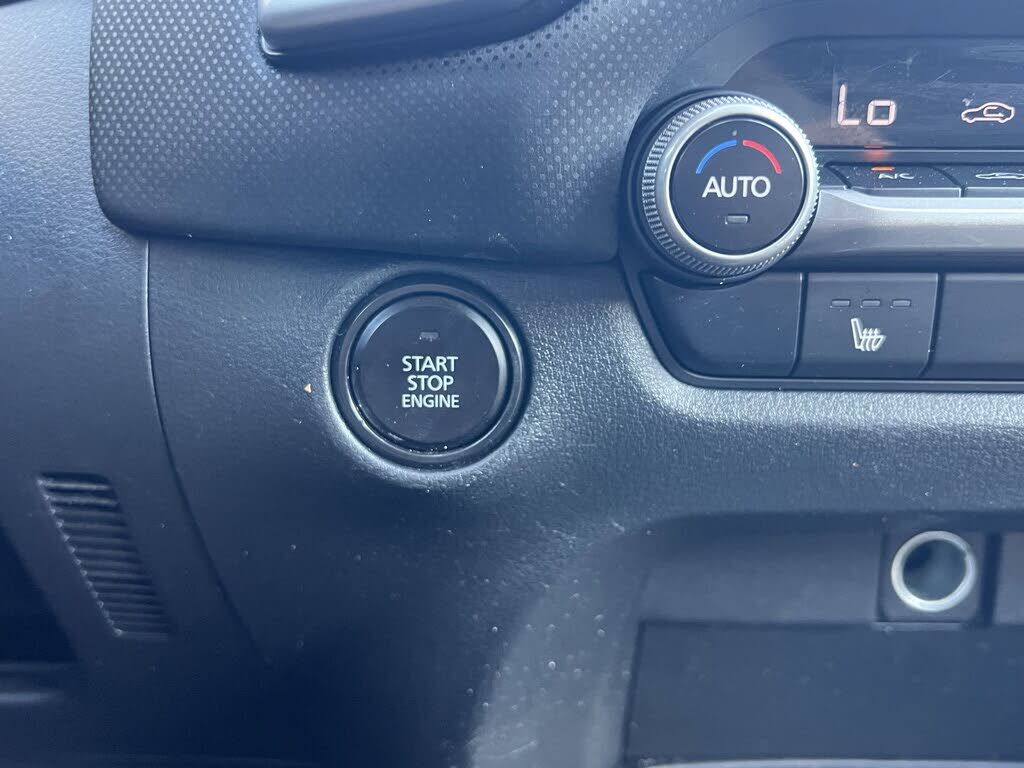 Lo
AUTO
A/C
START
STOP
ENGINE